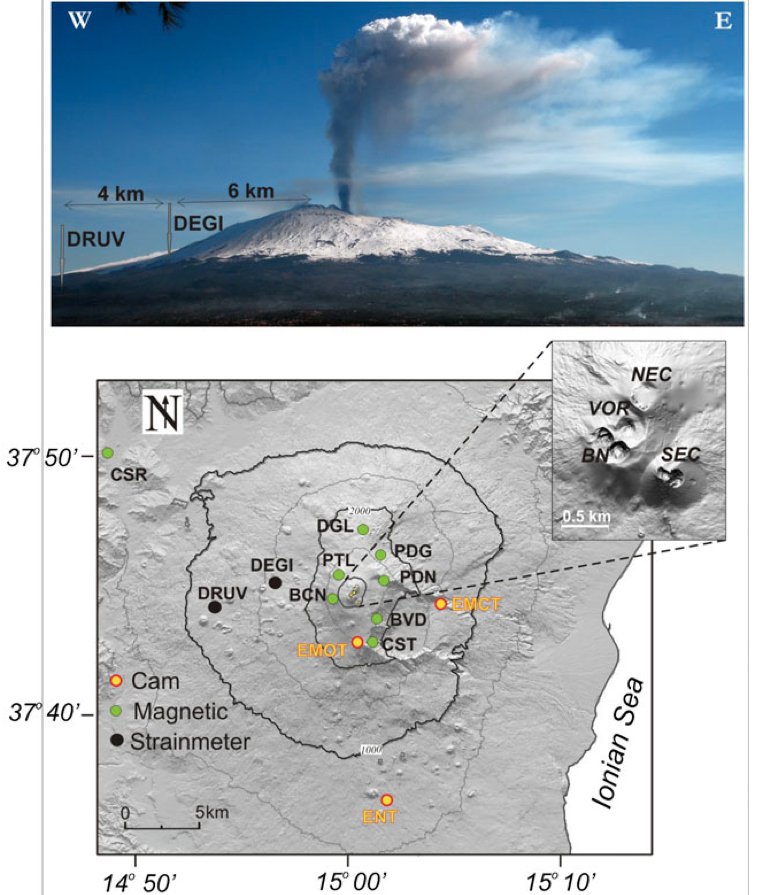 W E
4 km 6 km
DRUV DEGI
NEC
VOR
BN SEC
0.5 km
N
37° 50'
CSR
2000
DGL
PDG
PTL
DEGI PDN
DRUV BCN
EMCT
BVD
EMOT CST
Cam
Magnetic
37° 40'
Strainmeter
1000
Ionian Sea
0 5km
ENT
14° 50' 15° 00' 15° 10'